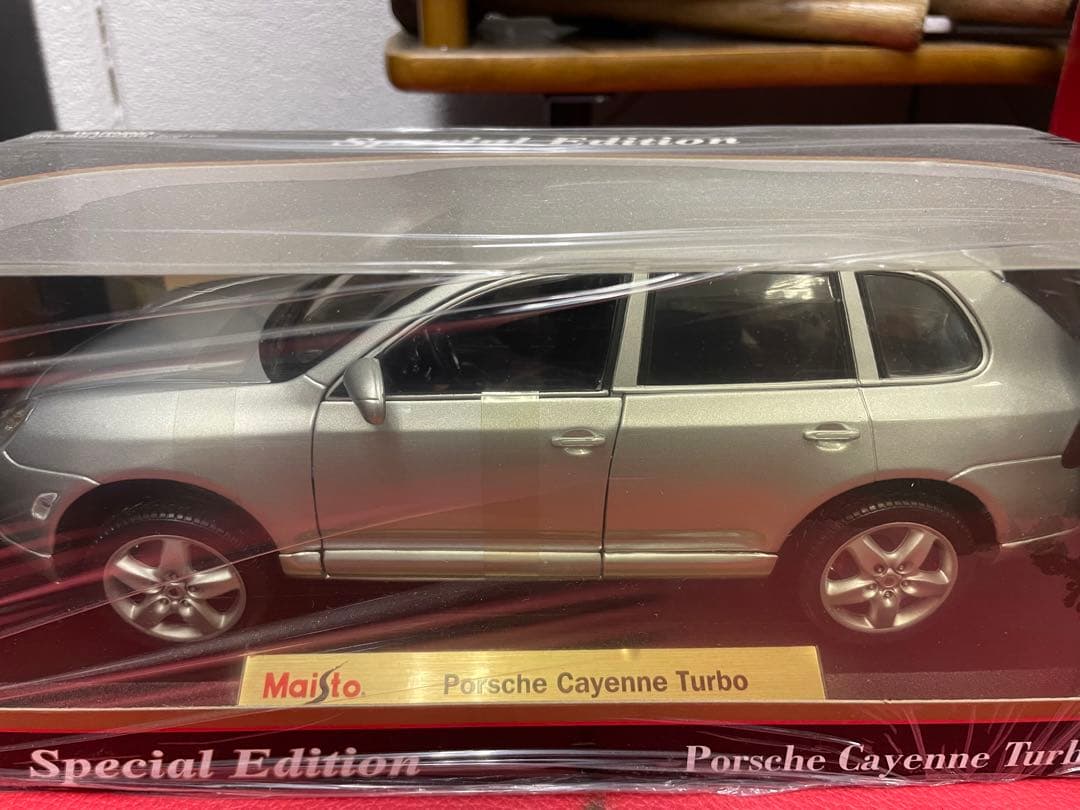 Special Edition
Maisto
Porsche Cayenne Turbo
Special Edition
Porsche Cayenne Turb